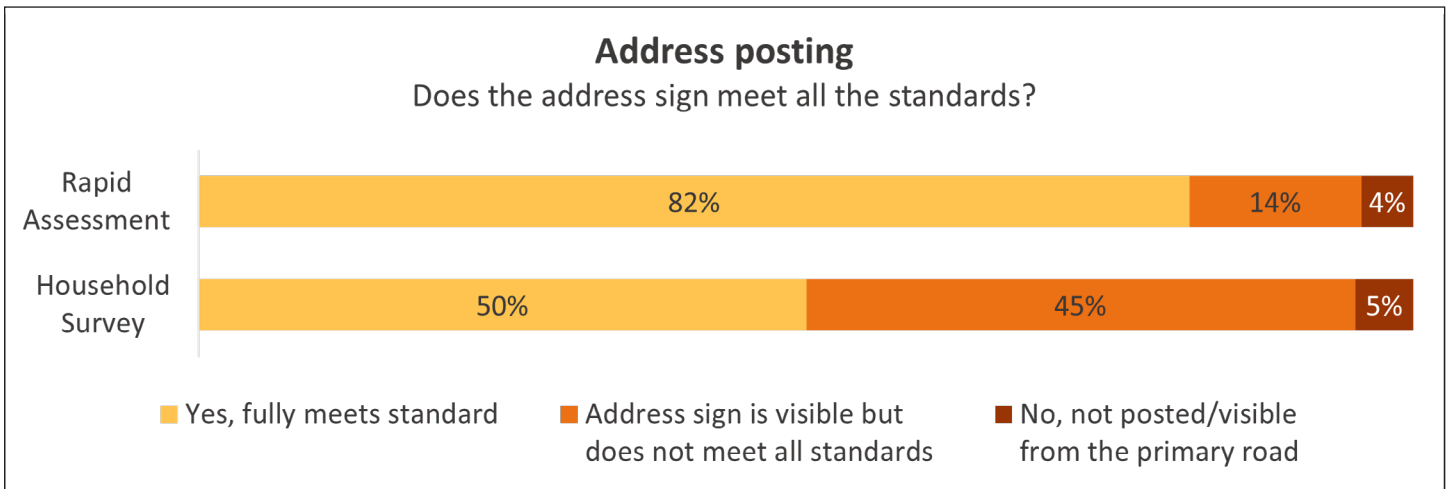 Address posting
Does the address sign meet all the standards?
Rapid
Assessment
82%
14%
4%
Household
Survey
50%
45%
5%
Yes, fully meets standard
Address sign is visible but
does not meet all standards
No, not posted/visible
from the primary road